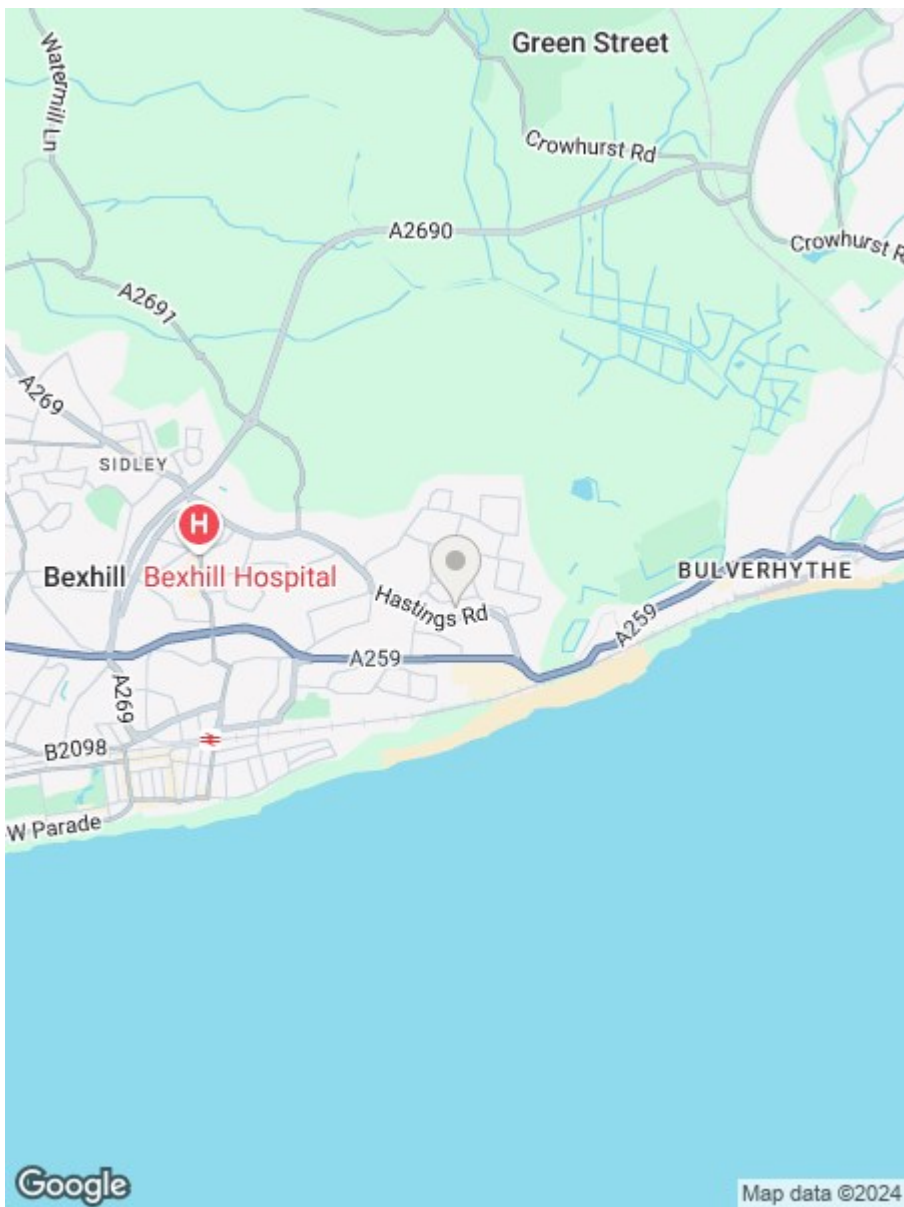 Green Street
Watermill Ln
Crowhurst Rd
A2690
Crowhurst R
A2691
A269
SIDLEY
H
Bexhill
Bexhill Hospital
Hastings Rd
BULVERHYTHE
A259
A259
A269
B2098
W Parade
Google
Map data ©2024